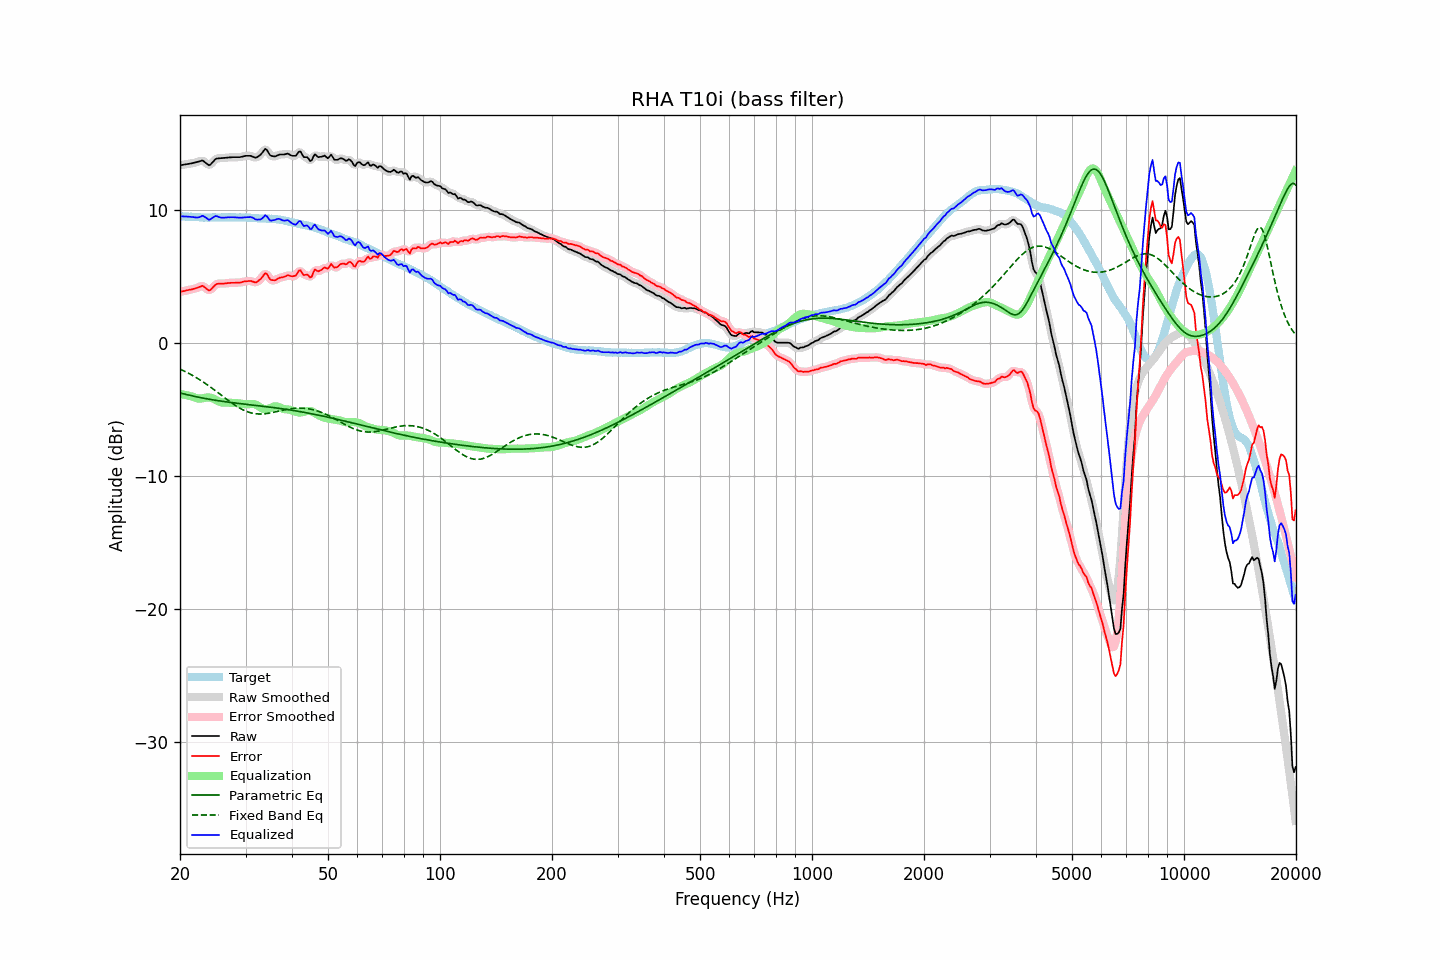 RHA T10i (bass filter)
Amplitude (dBr)
10
0
−10
−20
−30
Target
Raw Smoothed
Error Smoothed
Raw
Error
Equalization
Parametric Eq
Fixed Band Eq
Equalized
20 50 100 200 500 1000 2000 5000 10000 20000
Frequency (Hz)